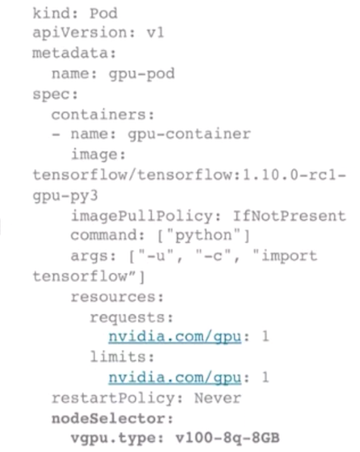 kind: Pod
apiVersion: v1
metadata:
  name: gpu-pod
spec:
  containers:
  - name: gpu-container
    image:
tensorflow/tensorflow:1.10.0-rc1-
gpu-py3
    imagePullPolicy: IfNotPresent
    command: ["python"]
    args: ["-u", "-c", "import
tensorflow”]
    resources:
      requests:
        nvidia.com/gpu: 1
      limits:
        nvidia.com/gpu: 1
  restartPolicy: Never
  nodeSelector:
    vgpu.type: v100-8q-8GB